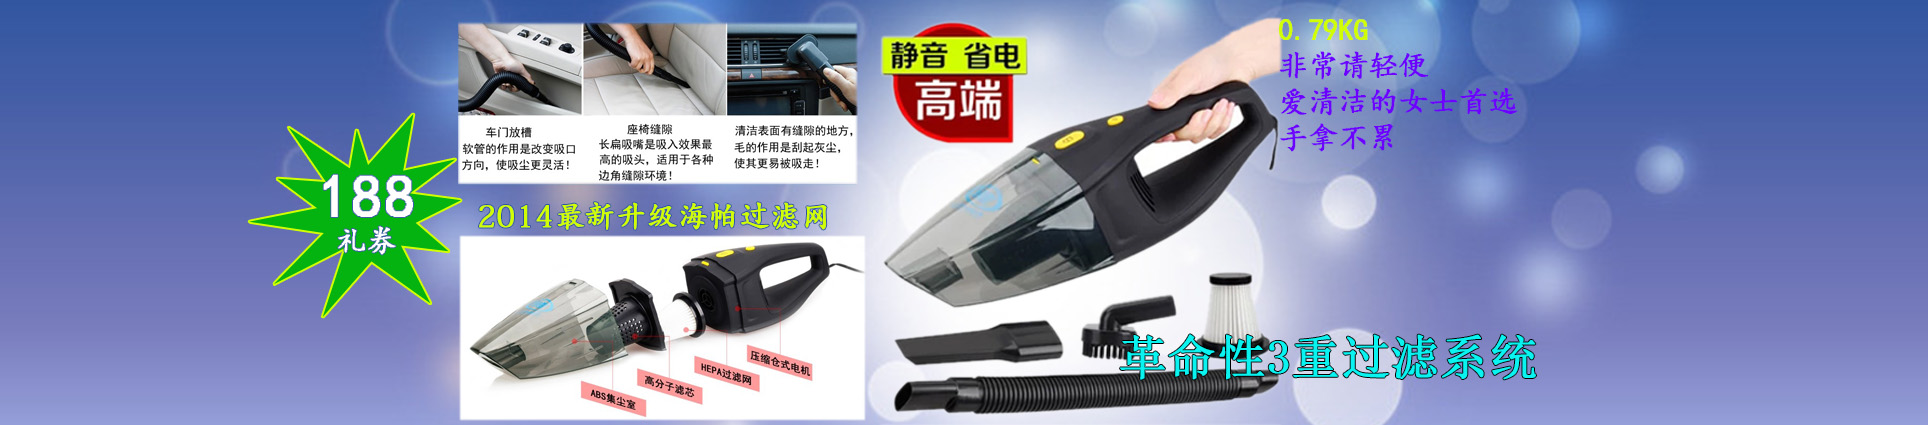 188
礼券
车门放槽
软管的作用是改变吸口
方向，使吸尘更灵活！
座椅缝隙
长扁吸嘴是吸入效果最
高的吸头，适用于各种
边角缝隙环境！
清洁表面有缝隙的地方，
毛的作用是刮起灰尘，
使其更易被吸走！
2014最新升级海帕过滤网
ABS集尘室
高分子滤芯
HEPA过滤网
压缩仓式电机
静音 省电
高端
0.79KG
非常请轻便
爱清洁的女士首选
手拿不累
革命性3重过滤系统